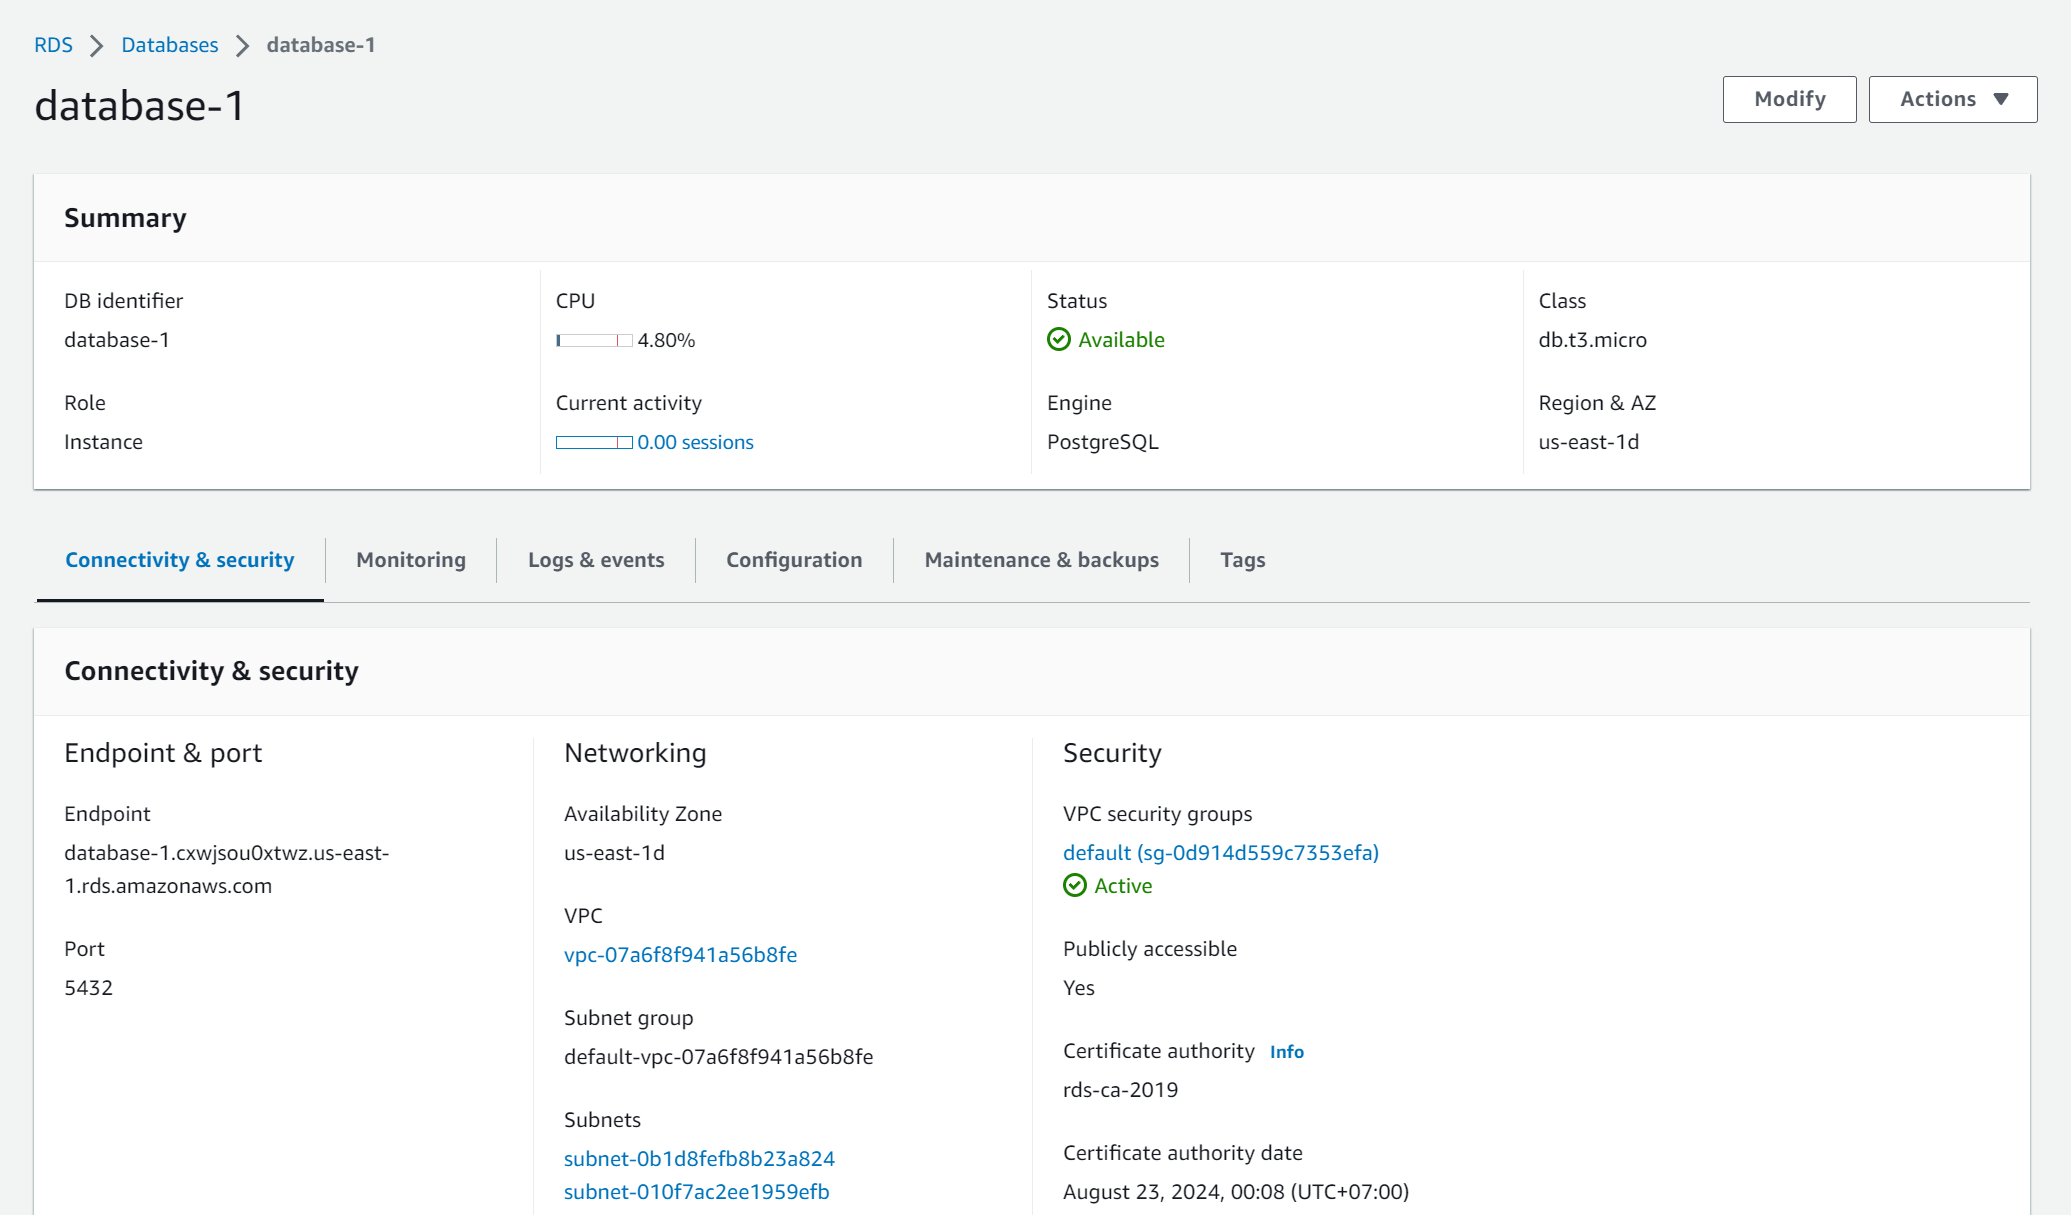 RDS > Databases > database-1
database-1
Modify
Actions ▼
Summary
DB identifier
database-1
CPU
4.80%
Status
Available
Class
db.t3.micro
Role
Instance
Current activity
0.00 sessions
Engine
PostgreSQL
Region & AZ
us-east-1d
Connectivity & security
Monitoring
Logs & events
Configuration
Maintenance & backups
Tags
Connectivity & security
Endpoint & port
Endpoint
database-1.cxwjsou0xtwz.us-east-
1.rds.amazonaws.com
Port
5432
Networking
Availability Zone
us-east-1d
VPC
vpc-07a6f8f941a56b8fe
Subnet group
default-vpc-07a6f8f941a56b8fe
Subnets
subnet-0b1d8fefb8b23a824
subnet-010f7ac2ee1959efb
Security
VPC security groups
default (sg-0d914d559c7353efa)
Active
Publicly accessible
Yes
Certificate authority Info
rds-ca-2019
Certificate authority date
August 23, 2024, 00:08 (UTC+07:00)